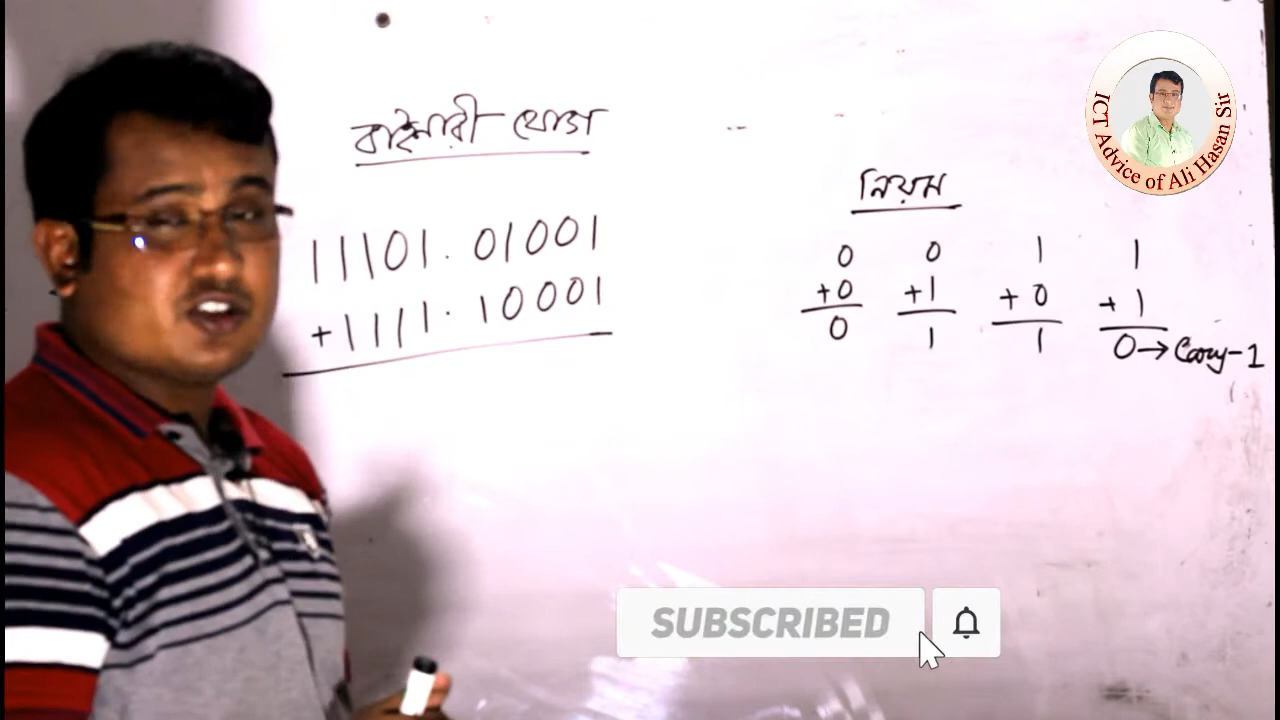 বাইনারী যোগ
11101.01001
+1111.10001
নিয়ম
0 0 1 1
+0 +1 +0 +1
0 1 1 0→Carry-1
ICT Advice of Ali Hasan Sir
SUBSCRIBED